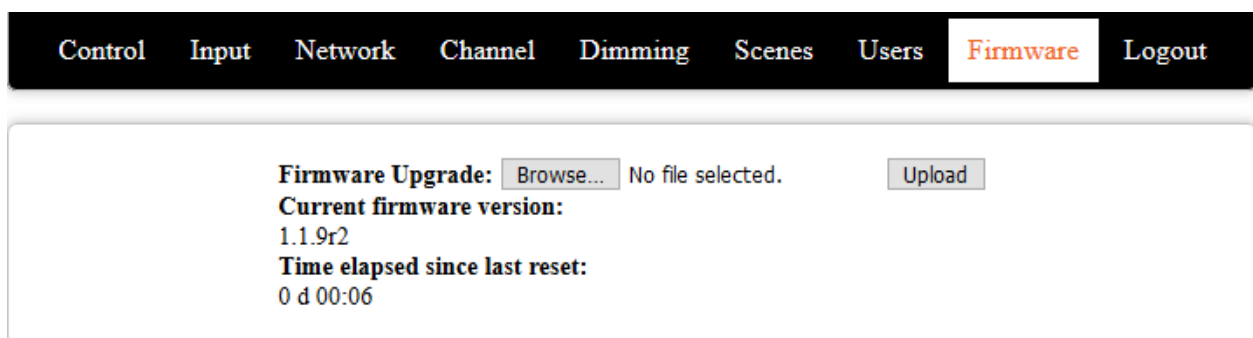 Control Input Network Channel Dimming Scenes Users Firmware Logout
Firmware Upgrade: Browse... No file selected. Upload
Current firmware version:
1.1.9r2
Time elapsed since last reset:
0 d 00:06